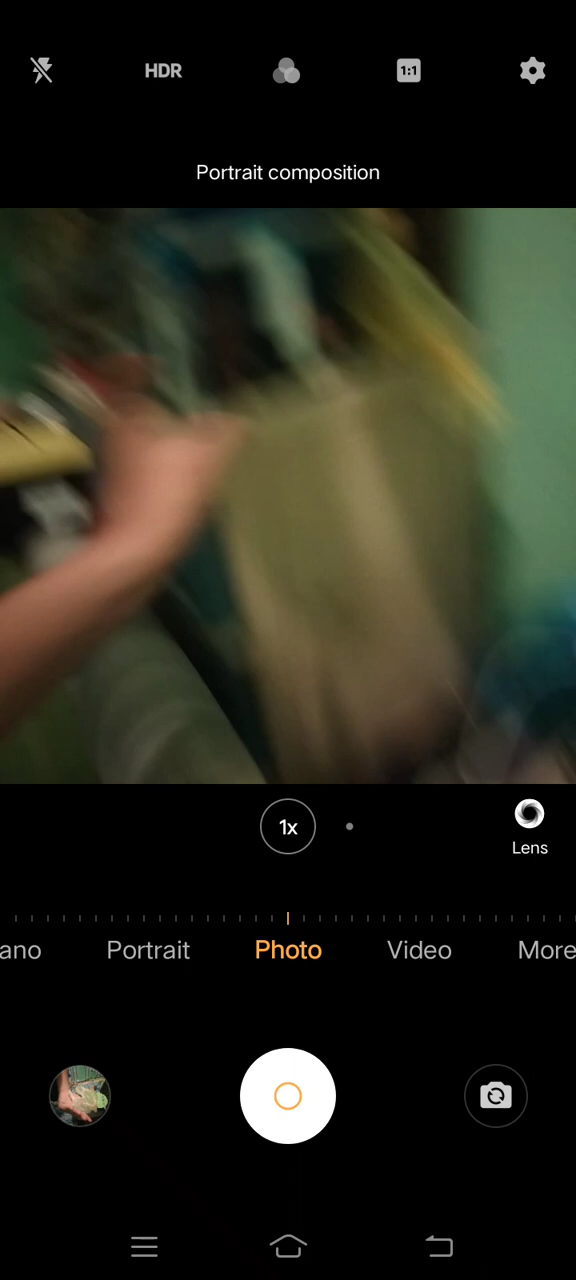 HDR
1:1
Portrait composition
1x
Lens
ano
Portrait
Photo
Video
More